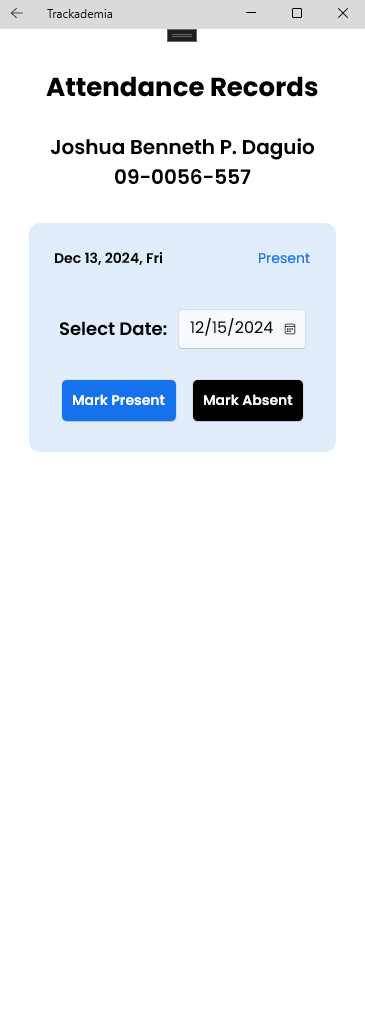 Trackademia
Attendance Records
Joshua Benneth P. Daguio
09-0056-557
Dec 13, 2024, Fri Present
Select Date: 12/15/2024
Mark Present Mark Absent